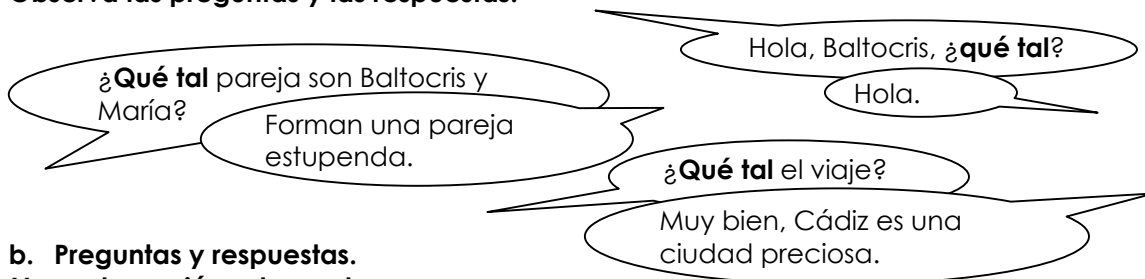 Observa las preguntas y las respuestas.
¿Qué tal pareja son Baltocris y
María?
Forman una pareja
estupenda.
Hola, Baltocris, ¿qué tal?
Hola.
¿Qué tal el viaje?
Muy bien, Cádiz es una
ciudad preciosa.
b. Preguntas y respuestas.